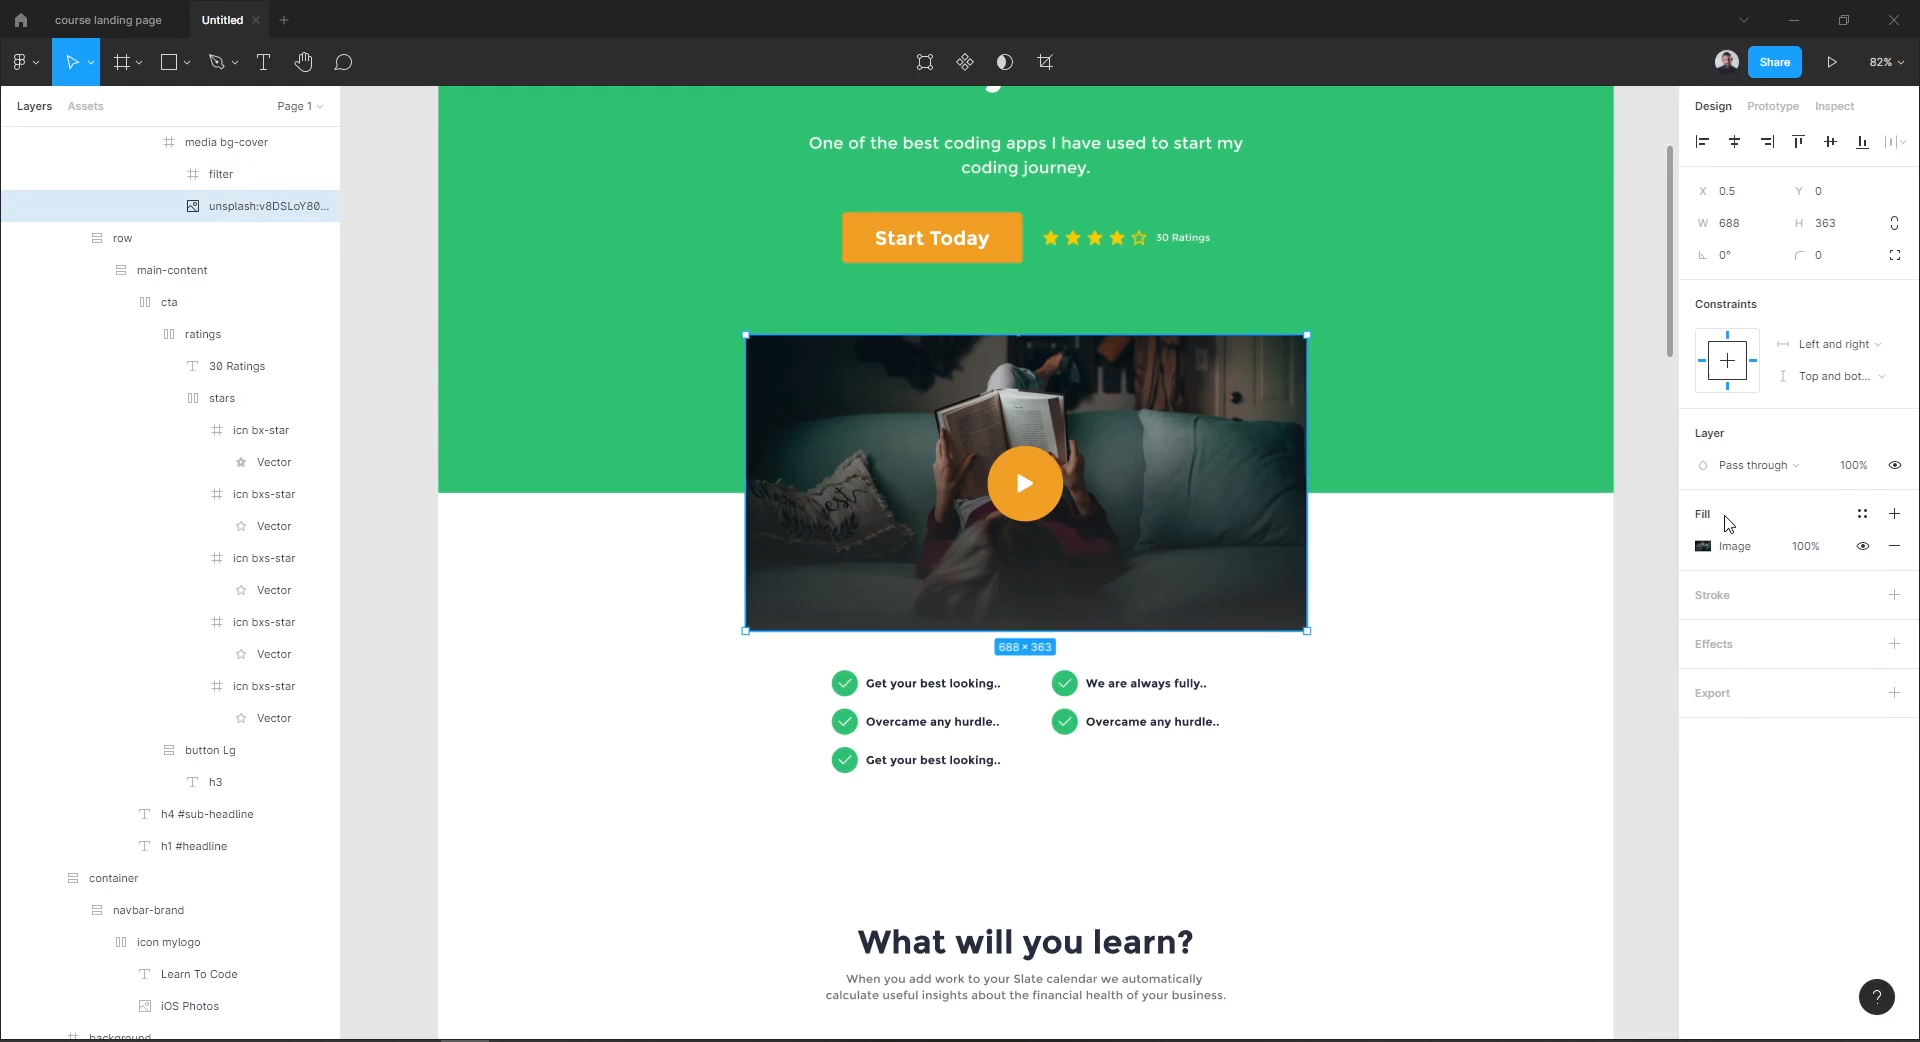 course landing page
Untitled
Share
82%
Layers
Assets
Page 1
media bg-cover
filter
unsplash:v8DSLoY80...
row
main-content
cta
ratings
30 Ratings
stars
icn bx-star
Vector
icn bxs-star
Vector
icn bxs-star
Vector
icn bxs-star
Vector
icn bxs-star
Vector
button Lg
h3
h4 #sub-headline
h1 #headline
container
navbar-brand
icon mylogo
Learn To Code
iOS Photos
background
One of the best coding apps I have used to start my
coding journey.
Start Today
30 Ratings
688 × 363
Get your best looking..
We are always fully..
Overcame any hurdle..
Overcame any hurdle..
Get your best looking..
What will you learn?
When you add work to your Slate calendar we automatically
calculate useful insights about the financial health of your business.
Design
Prototype
Inspect
X 0.5
Y 0
W 688
H 363
0°
0
Constraints
Left and right
Top and bot...
Layer
Pass through
100%
Fill
Image
100%
Stroke
Effects
Export
?